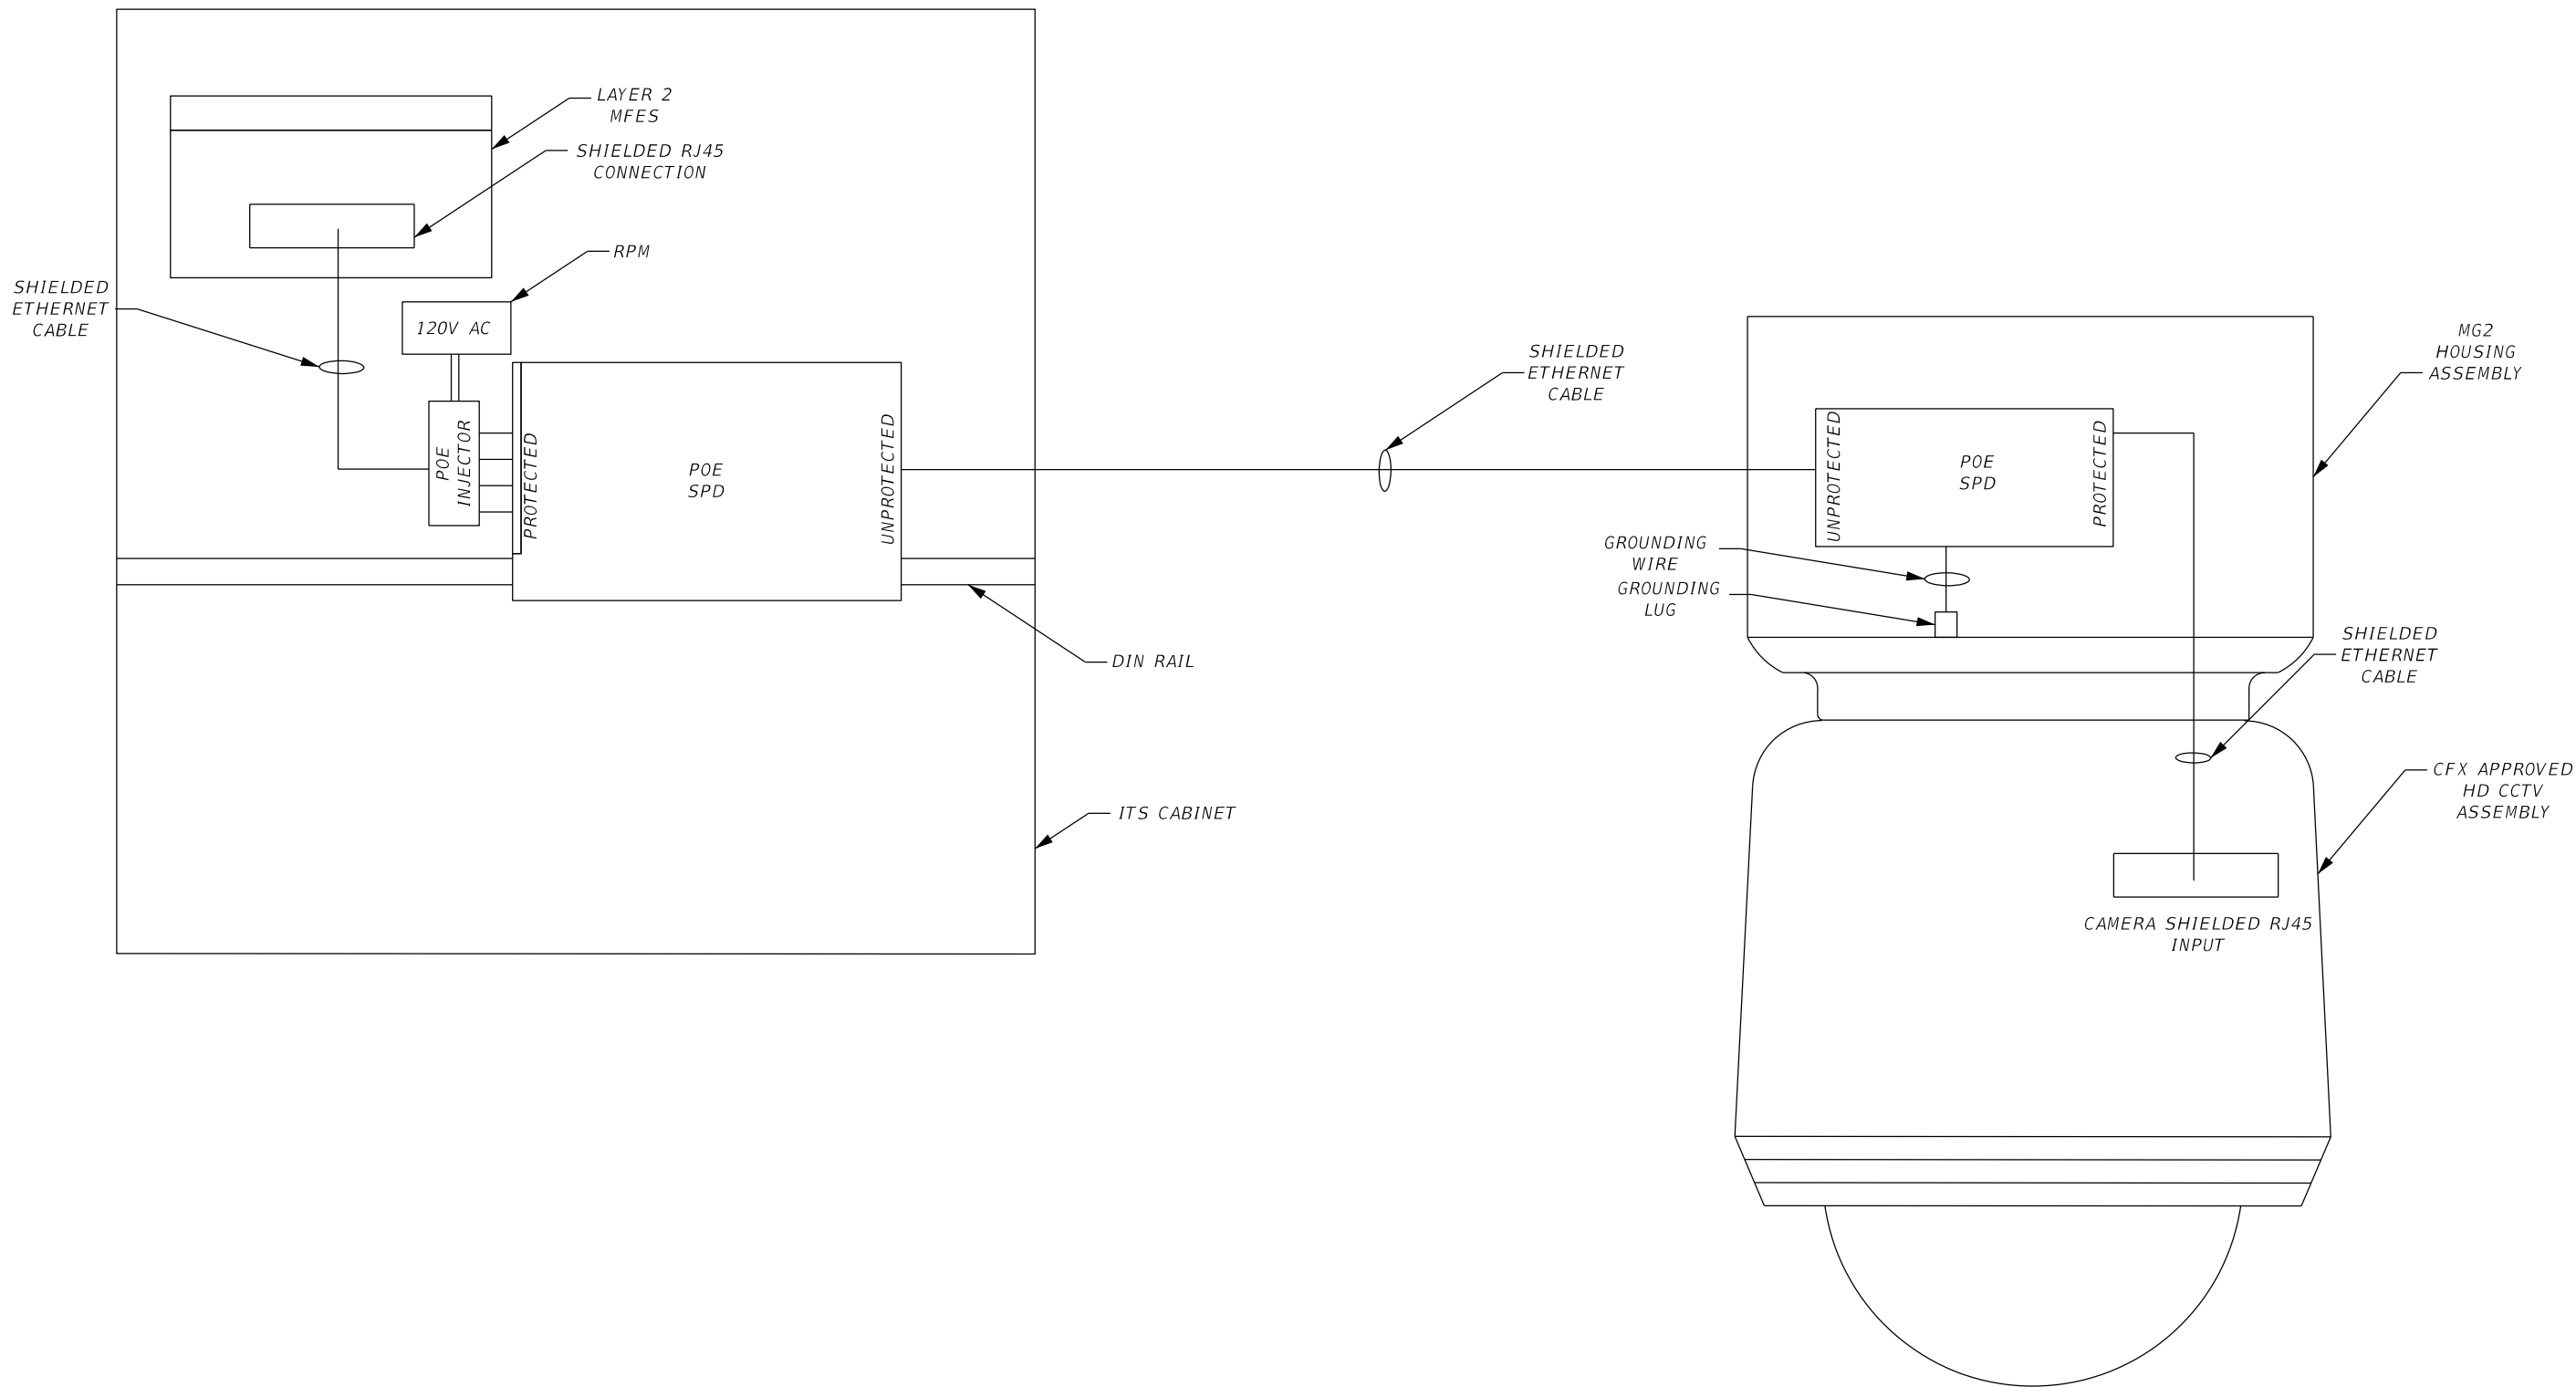 LAYER 2
MFES
SHIELDED RJ45
CONNECTION
RPM
SHIELDED
ETHERNET
CABLE
120V AC
POE
INJECTOR
PROTECTED
POE
SPD
UNPROTECTED
DIN RAIL
ITS CABINET
SHIELDED
ETHERNET
CABLE
MG2
HOUSING
ASSEMBLY
UNPROTECTED
POE
SPD
PROTECTED
GROUNDING
WIRE
GROUNDING
LUG
SHIELDED
ETHERNET
CABLE
CFX APPROVED
HD CCTV
ASSEMBLY
CAMERA SHIELDED RJ45
INPUT